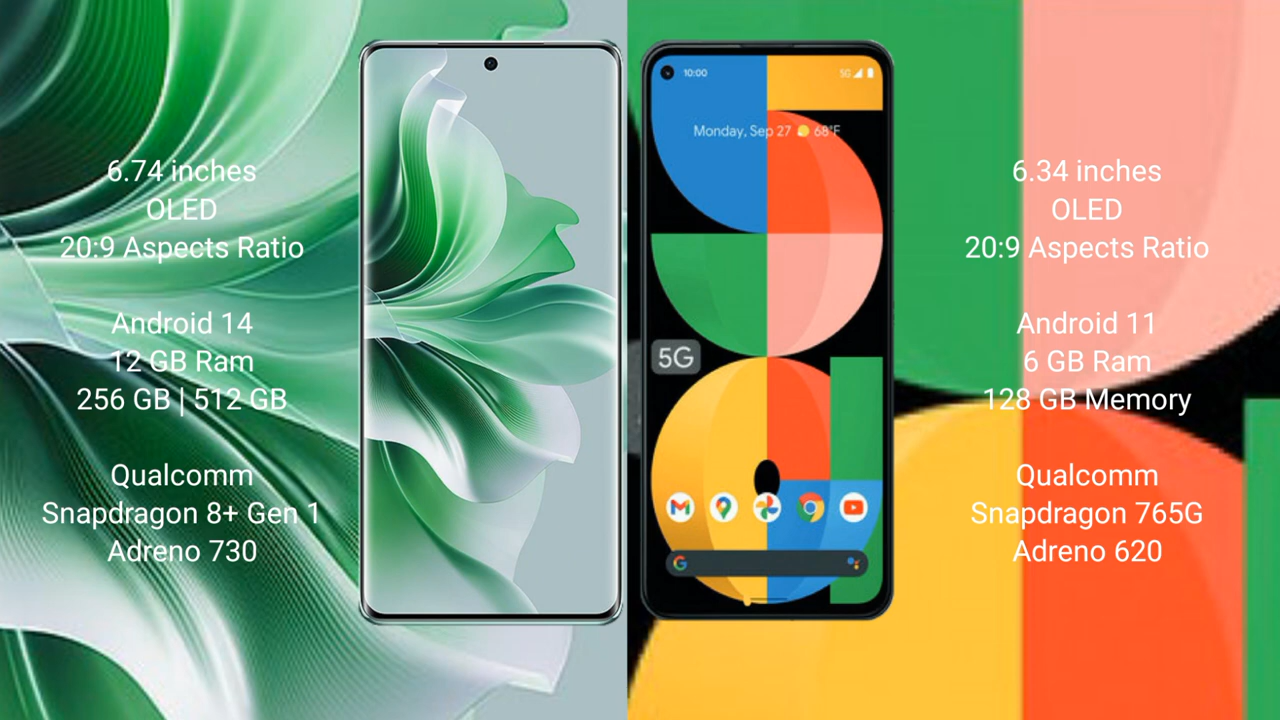 6.74 inches
OLED
20:9 Aspects Ratio
Android 14
12 GB Ram
256 GB | 512 GB
Qualcomm
Snapdragon 8+ Gen 1
Adreno 730
10:00
5G
Monday, Sep 27 68°F
5G
6.34 inches
OLED
20:9 Aspects Ratio
Android 11
6 GB Ram
128 GB Memory
Qualcomm
Snapdragon 765G
Adreno 620